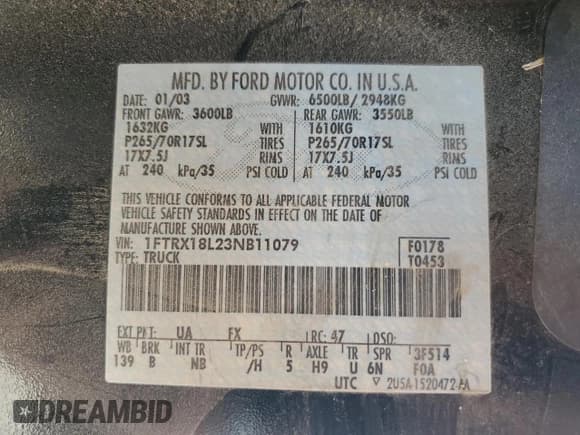 MFD. BY FORD MOTOR CO. IN U.S.A.
DATE: 01/03 GVWR: 6500LB/ 2948KG
FRONT GAWR: 3600LB REAR GAWR: 3550LB
1632KG WITH 1610KG WITH
P265/70R17SL TIRES P265/70R17SL TIRES
17X7.5J RIMS 17X7.5J RIMS
AT 240 kPa/35 PSI COLD AT 240 kPa/35 PSI COLD
THIS VEHICLE CONFORMS TO ALL APPLICABLE FEDERAL MOTOR
VEHICLE SAFETY STANDARDS IN EFFECT ON THE DATE OF
MANUFACTURE SHOWN ABOVE.
VIN: 1FTRX18L23NB11079 F0178
TYPE: TRUCK T0453
EXT PNT: UA FX RC: 47 DSO:
WB BRK INT TR TP/PS R AXLE TR SPR 3F514
139 B NB /H 5 H9 U 6N FOA
UTC ▽ 2U5A-1520472-AA
DREAMBID